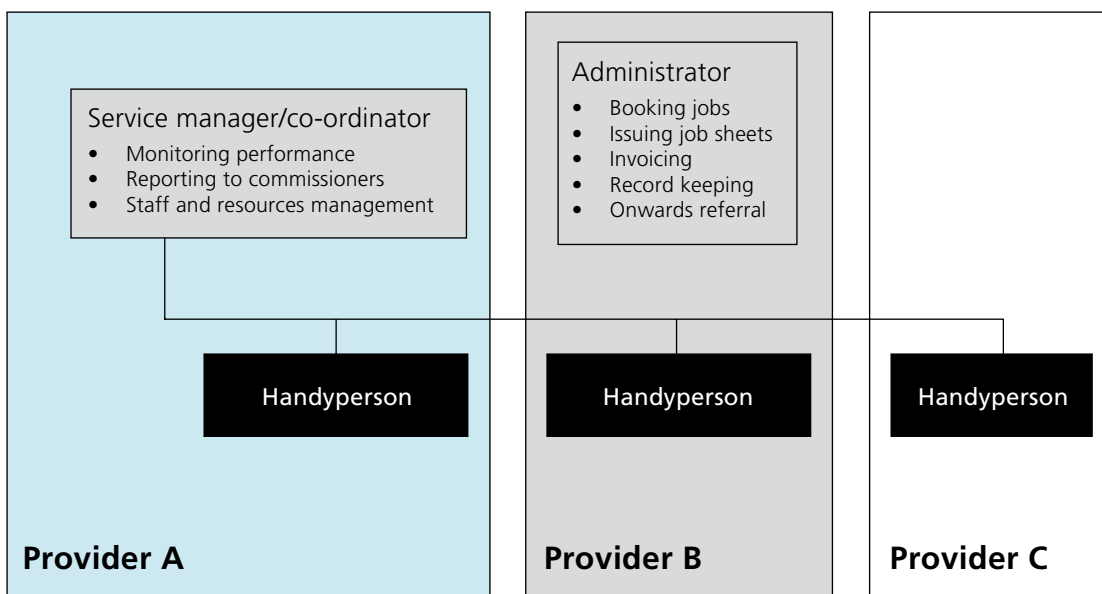 Service manager/co-ordinator
• Monitoring performance
• Reporting to commissioners
• Staff and resources management
Administrator
• Booking jobs
• Issuing job sheets
• Invoicing
• Record keeping
• Onwards referral
Handyperson
Handyperson
Handyperson
Provider A
Provider B
Provider C